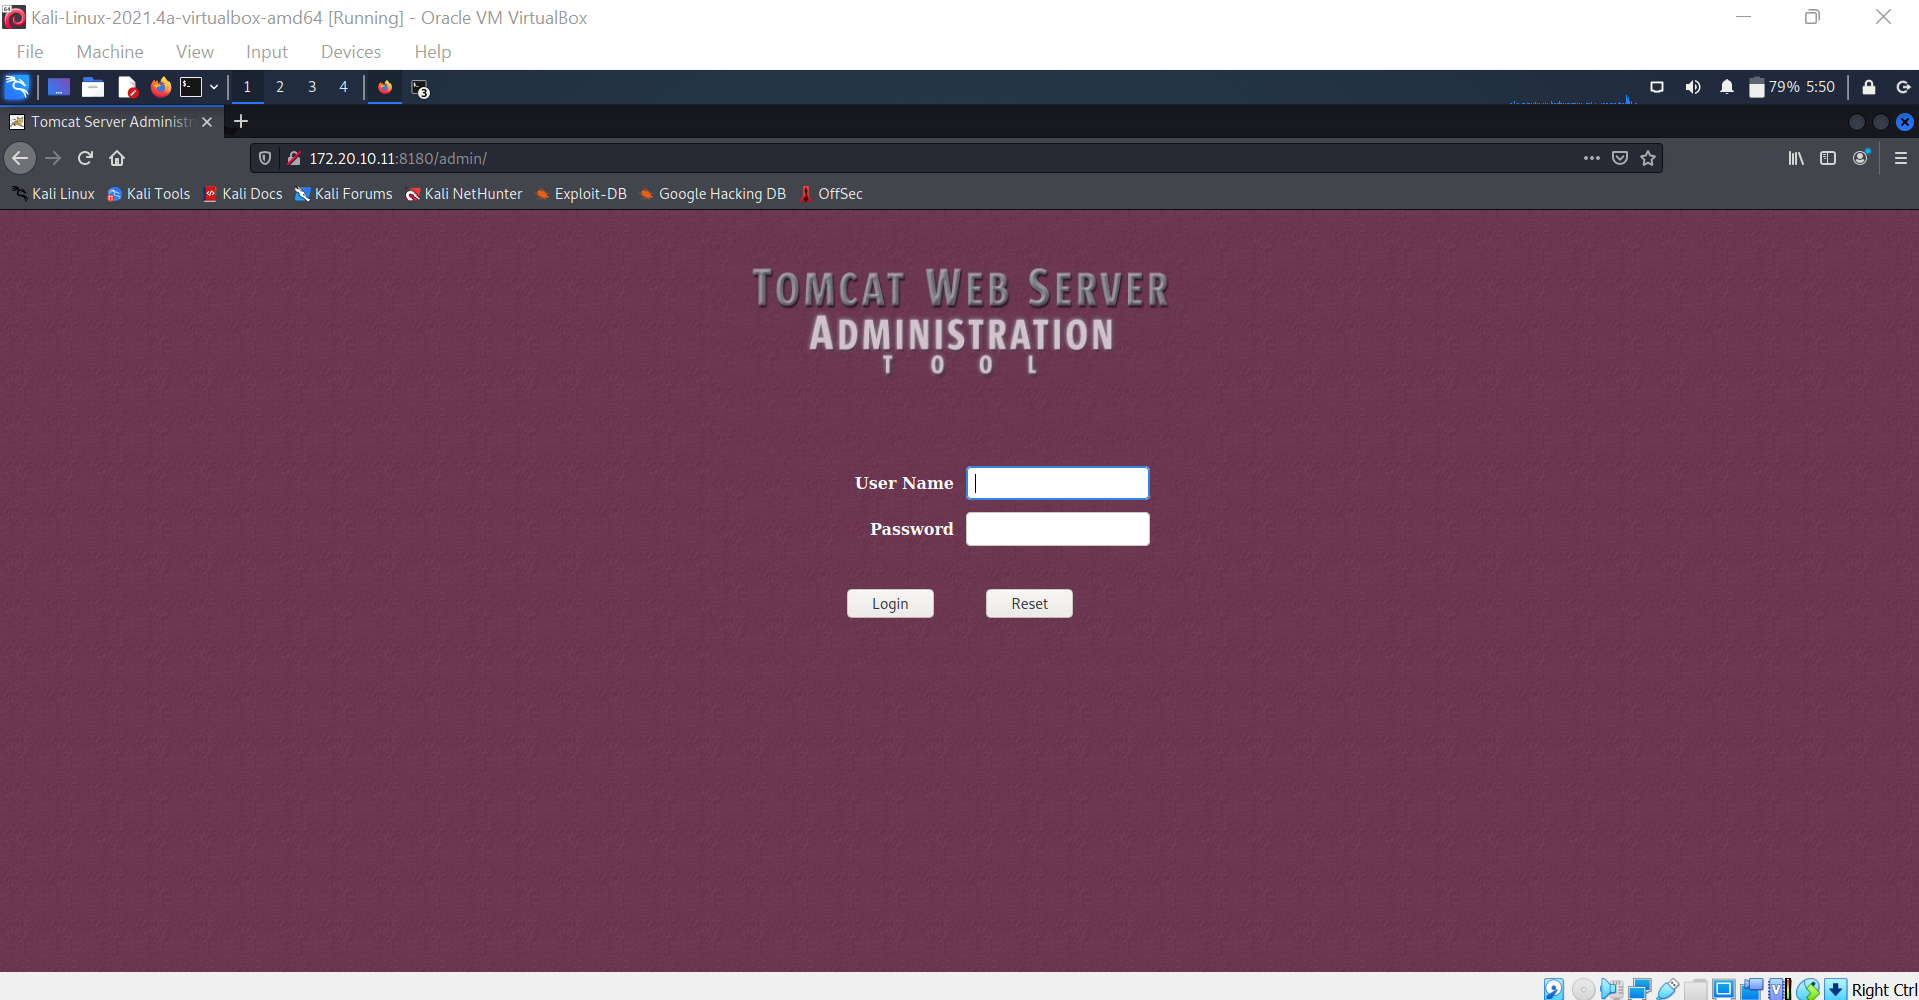 Kali-Linux-2021.4a-virtualbox-amd64 [Running] - Oracle VM VirtualBox
File Machine View Input Devices Help
1 2 3 4 3 79% 5:50
Tomcat Server Administr
172.20.10.11:8180/admin/
Kali Linux Kali Tools Kali Docs Kali Forums Kali NetHunter Exploit-DB Google Hacking DB OffSec
TOMCAT WEB SERVER
ADMINISTRATION
TOOL
User Name
Password
Login Reset
Right Ctrl